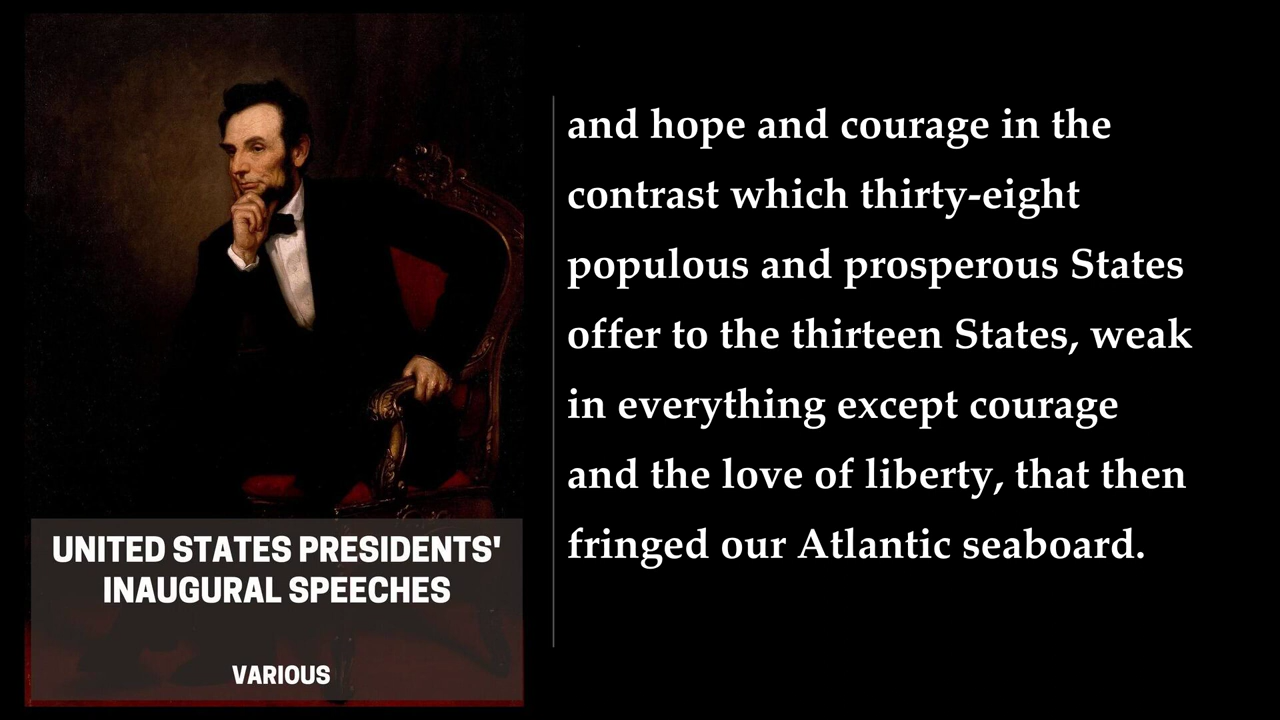 UNITED STATES PRESIDENTS'
INAUGURAL SPEECHES
VARIOUS
and hope and courage in the
contrast which thirty-eight
populous and prosperous States
offer to the thirteen States, weak
in everything except courage
and the love of liberty, that then
fringed our Atlantic seaboard.